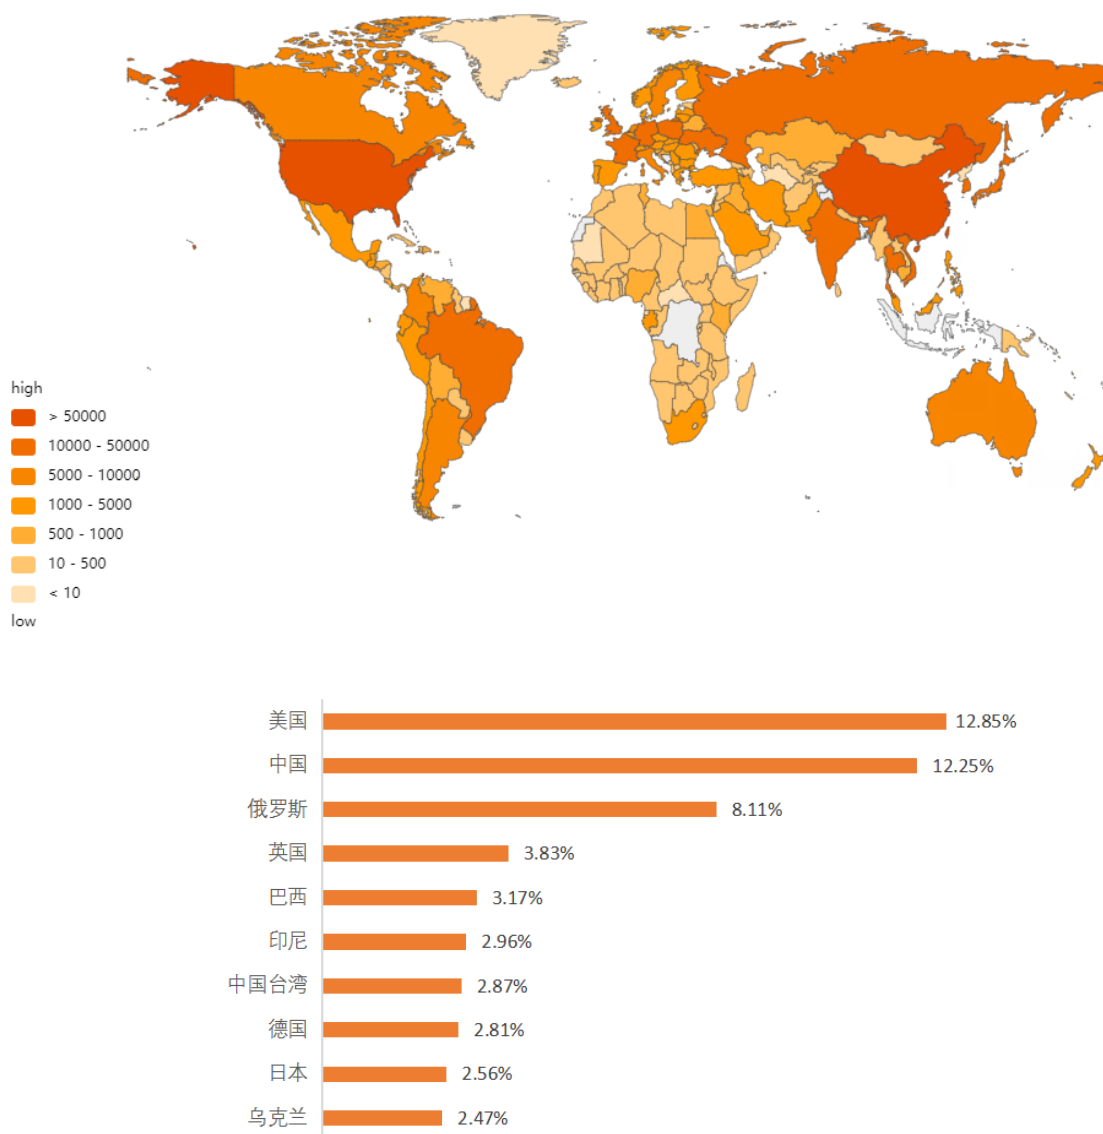 high
> 50000
10000 - 50000
5000 - 10000
1000 - 5000
500 - 1000
10 - 500
< 10
low
美国 12.85%
中国 12.25%
俄罗斯 8.11%
英国 3.83%
巴西 3.17%
印尼 2.96%
中国台湾 2.87%
德国 2.81%
日本 2.56%
乌克兰 2.47%